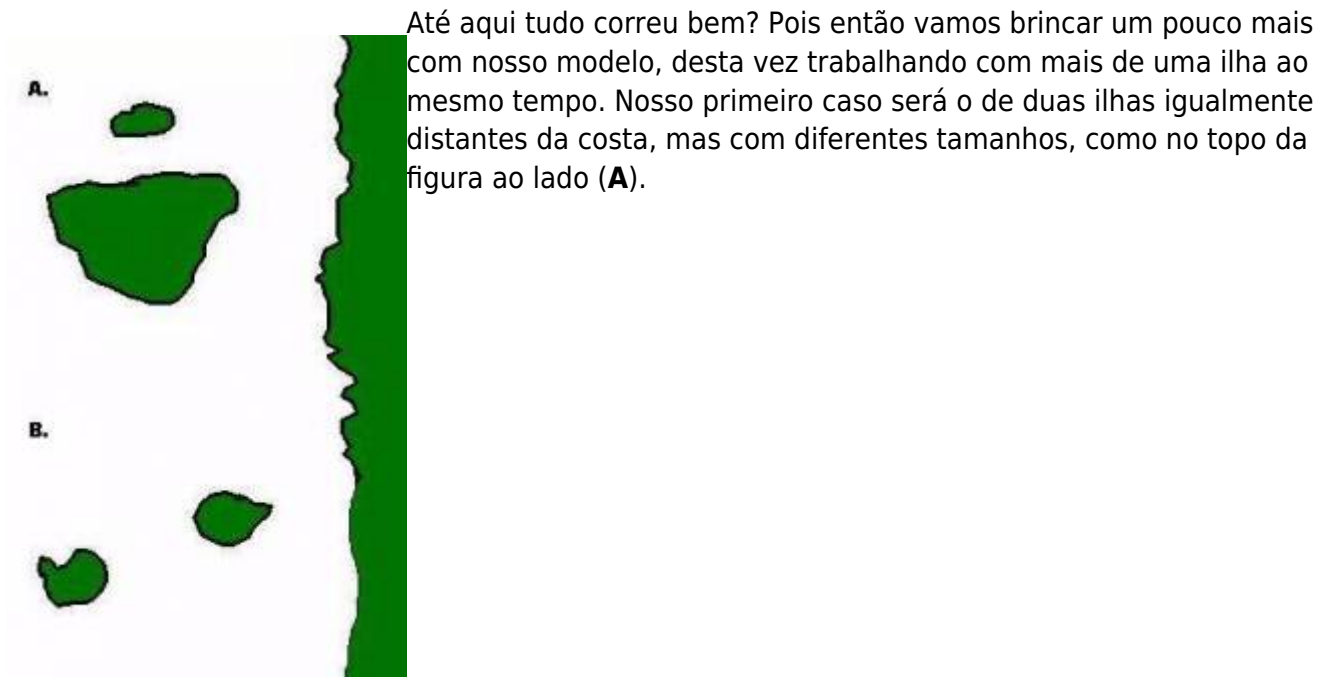 Até aqui tudo correu bem? Pois então vamos brincar um pouco mais
com nosso modelo, desta vez trabalhando com mais de uma ilha ao
mesmo tempo. Nosso primeiro caso será o de duas ilhas igualmente
distantes da costa, mas com diferentes tamanhos, como no topo da
figura ao lado (A).
A.
B.